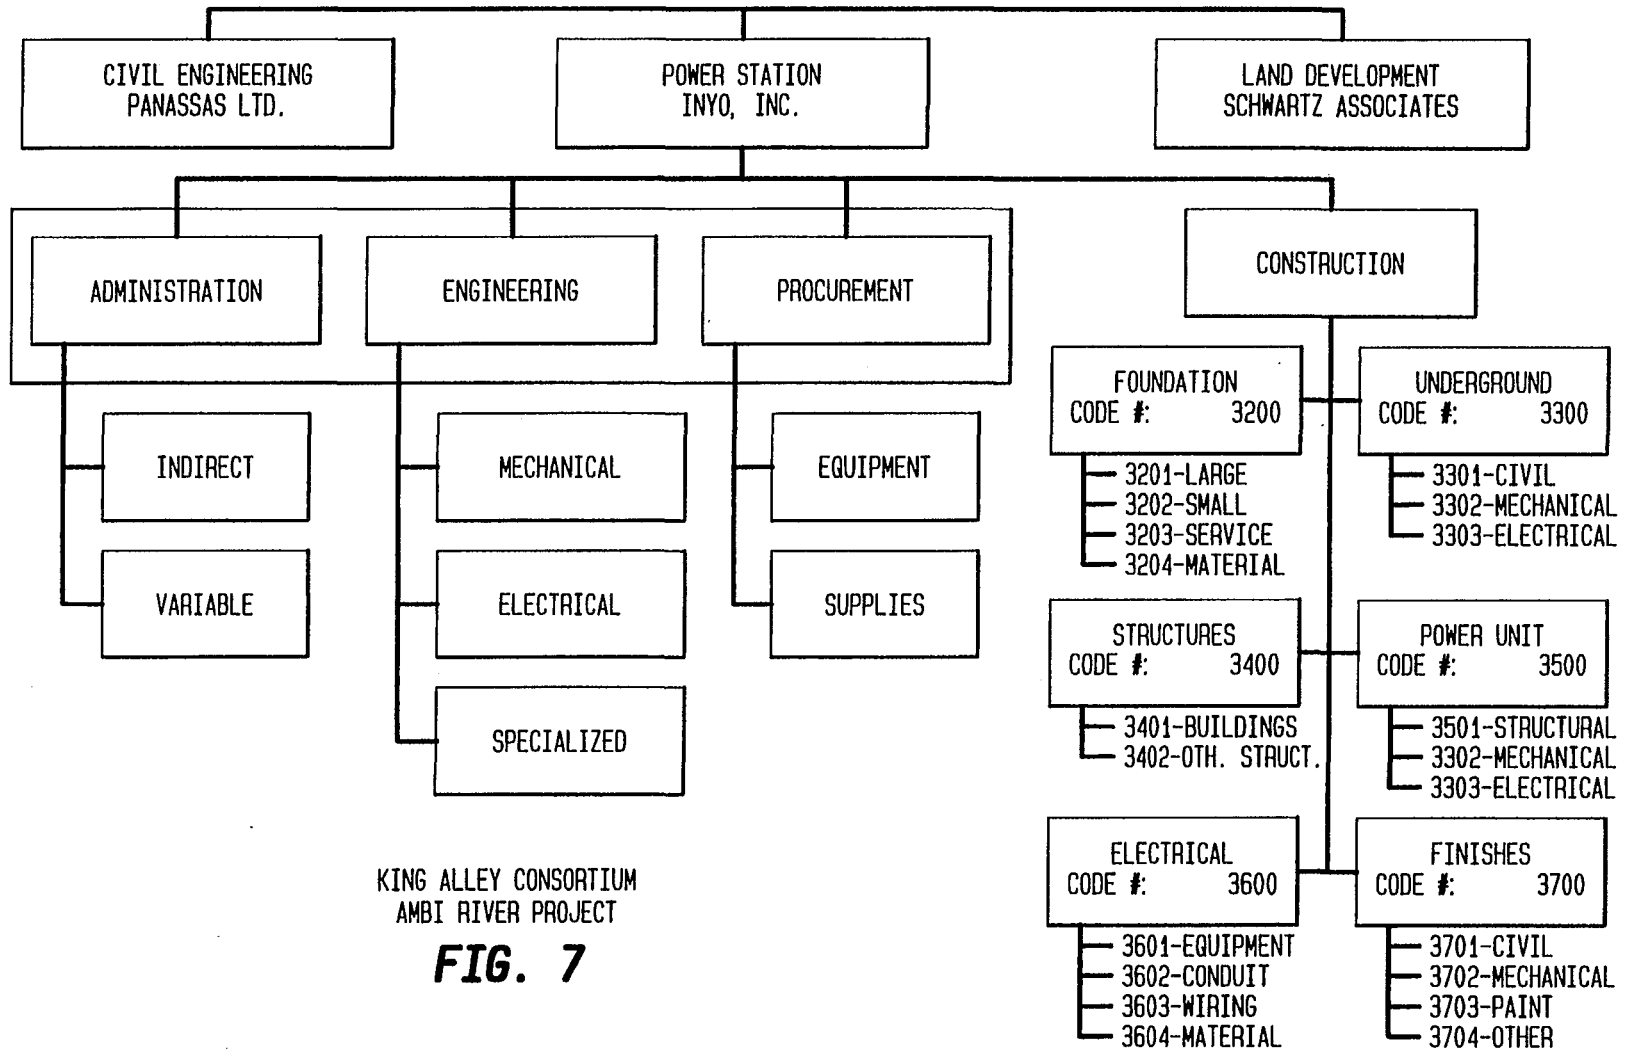 CIVIL ENGINEERING
PANASSAS LTD.
POWER STATION
INYO, INC.
LAND DEVELOPMENT
SCHWARTZ ASSOCIATES
ADMINISTRATION
ENGINEERING
PROCUREMENT
CONSTRUCTION
INDIRECT
VARIABLE
MECHANICAL
ELECTRICAL
SPECIALIZED
EQUIPMENT
SUPPLIES
FOUNDATION
CODE #: 3200
3201-LARGE
3202-SMALL
3203-SERVICE
3204-MATERIAL
UNDERGROUND
CODE #: 3300
3301-CIVIL
3302-MECHANICAL
3303-ELECTRICAL
STRUCTURES
CODE #: 3400
3401-BUILDINGS
3402-OTH. STRUCT.
POWER UNIT
CODE #: 3500
3501-STRUCTURAL
3302-MECHANICAL
3303-ELECTRICAL
ELECTRICAL
CODE #: 3600
3601-EQUIPMENT
3602-CONDUIT
3603-WIRING
3604-MATERIAL
FINISHES
CODE #: 3700
3701-CIVIL
3702-MECHANICAL
3703-PAINT
3704-OTHER
KING ALLEY CONSORTIUM
AMBI RIVER PROJECT
FIG. 7